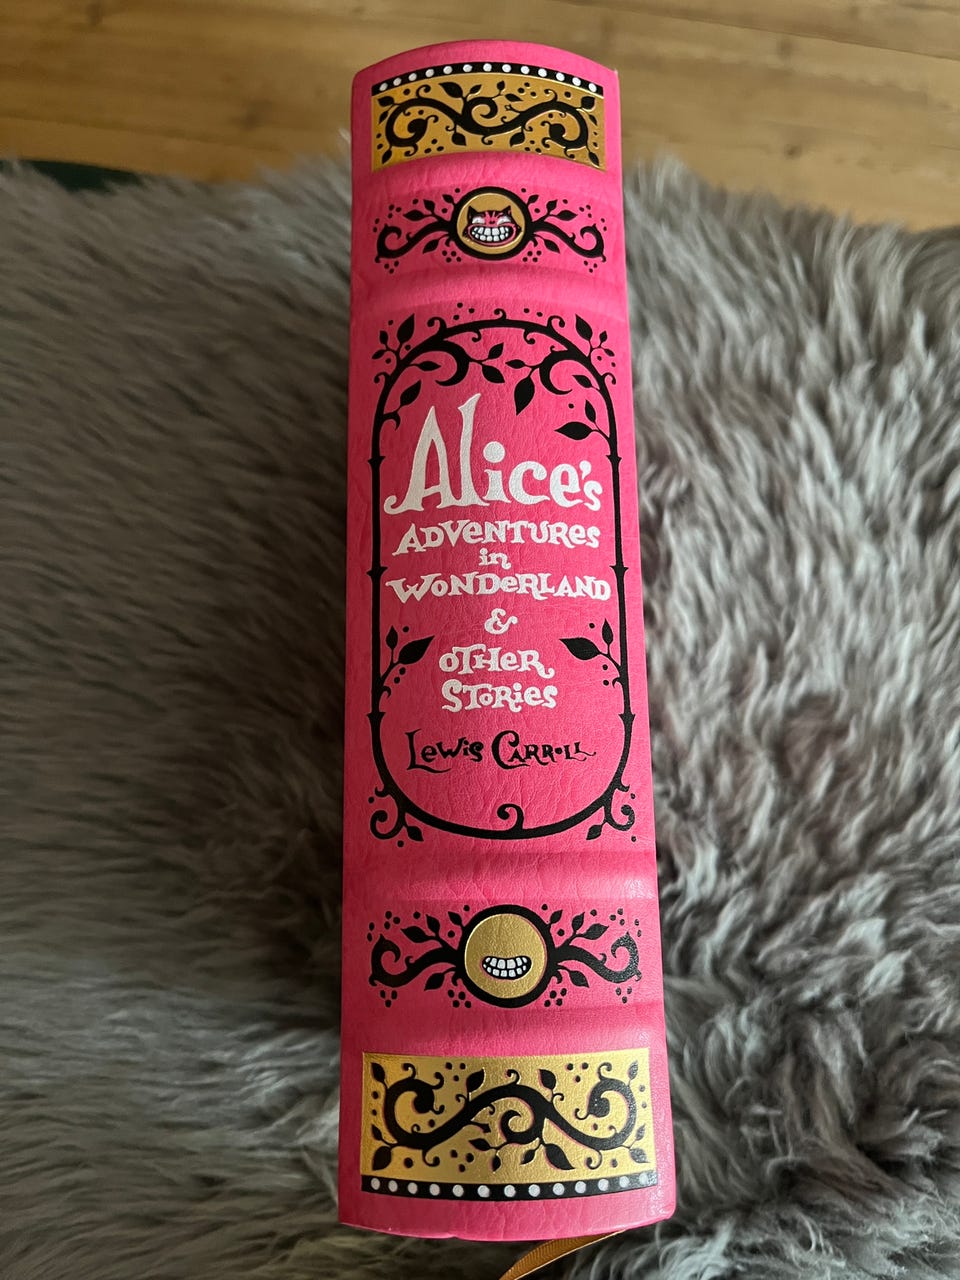 Alice's
ADVENTURES
in
WONDERLAND
&
OTHER
STORIES
Lewis Carroll